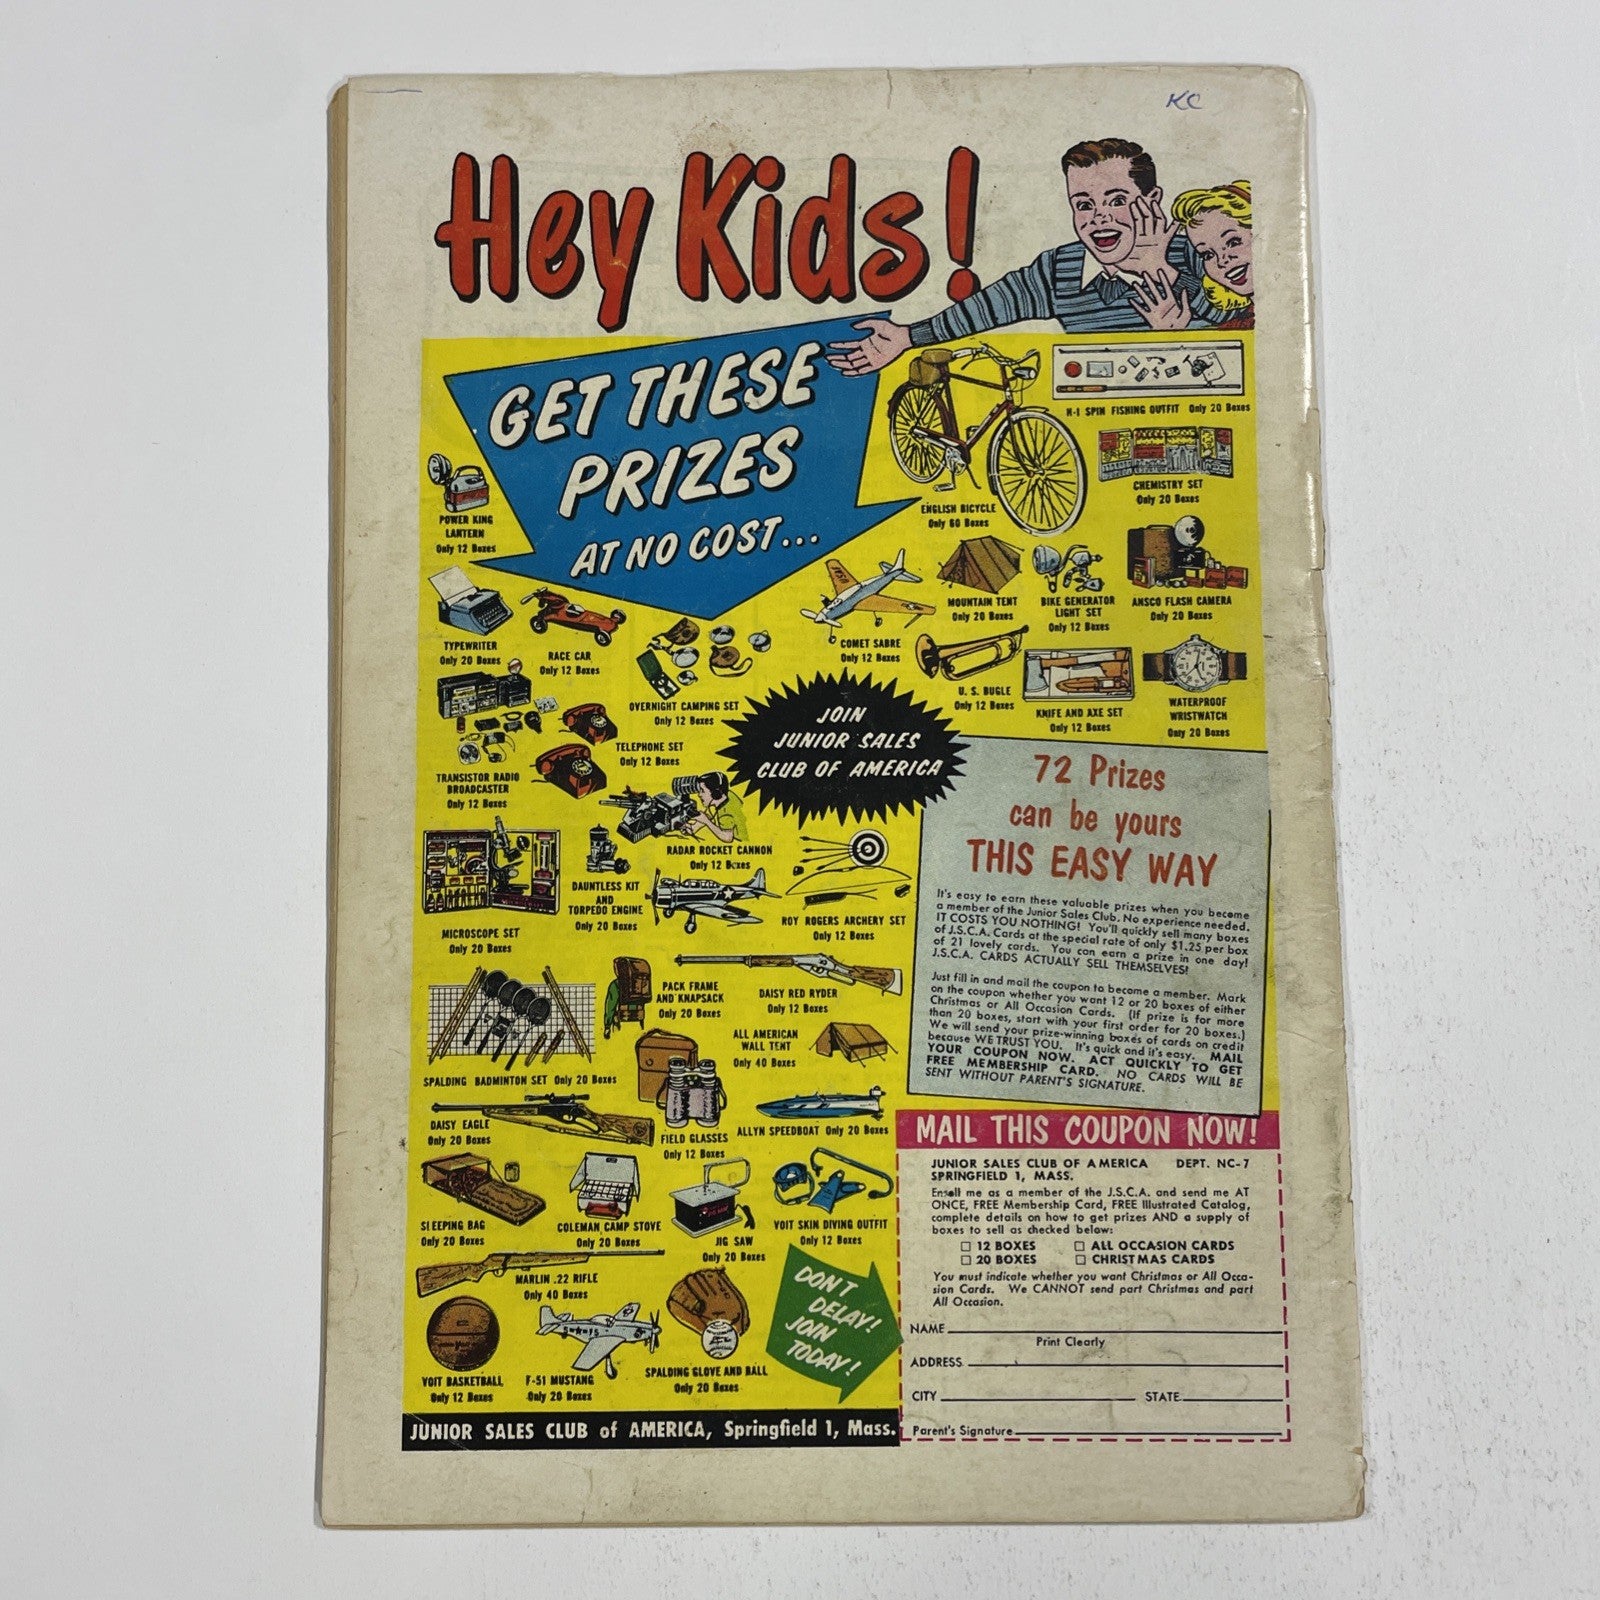 KC
Hey Kids!
GET THESE
PRIZES
AT NO COST...
POWER KING
LANTERN
Only 12 Boxes
ENGLISH BICYCLE
Only 60 Boxes
H-I SPIN FISHING OUTFIT Only 20 Boxes
CHEMISTRY SET
Only 20 Boxes
TYPEWRITER
Only 20 Boxes
RACE CAR
Only 12 Boxes
OVERNIGHT CAMPING SET
Only 12 Boxes
COMET SABRE
Only 12 Boxes
MOUNTAIN TENT
Only 20 Boxes
BIKE GENERATOR
LIGHT SET
Only 12 Boxes
ANSCO FLASH CAMERA
Only 20 Boxes
U. S. BUGLE
Only 12 Boxes
KNIFE AND AXE SET
Only 12 Boxes
WATERPROOF
WRISTWATCH
Only 20 Boxes
TRANSISTOR RADIO
BROADCASTER
Only 12 Boxes
TELEPHONE SET
Only 12 Boxes
JOIN
JUNIOR SALES
CLUB OF AMERICA
RADAR ROCKET CANNON
Only 12 Boxes
MICROSCOPE SET
Only 20 Boxes
DAUNTLESS KIT
AND
TORPEDO ENGINE
Only 20 Boxes
ROY ROGERS ARCHERY SET
Only 12 Boxes
PACK FRAME
AND KNAPSACK
Only 20 Boxes
DAISY RED RYDER
Only 12 Boxes
ALL AMERICAN
WALL TENT
Only 40 Boxes
SPALDING BADMINTON SET Only 20 Boxes
DAISY EAGLE
Only 20 Boxes
FIELD GLASSES
Only 12 Boxes
ALLYN SPEEDBOAT Only 20 Boxes
SLEEPING BAG
Only 20 Boxes
COLEMAN CAMP STOVE
Only 20 Boxes
JIG SAW
Only 20 Boxes
VOIT SKIN DIVING OUTFIT
Only 12 Boxes
MARLIN .22 RIFLE
Only 40 Boxes
VOIT BASKETBALL
Only 12 Boxes
F-51 MUSTANG
Only 20 Boxes
SPALDING GLOVE AND BALL
Only 20 Boxes
DON'T
DELAY!
JOIN
TODAY!
JUNIOR SALES CLUB of AMERICA, Springfield 1, Mass.
72 Prizes
can be yours
THIS EASY WAY
It's easy to earn these valuable prizes when you become
a member of the Junior Sales Club. No experience needed.
IT COSTS YOU NOTHING! You'll quickly sell many boxes
of J.S.C.A. Cards at the special rate of only $1.25 per box
of 21 lovely cards. You can earn a prize in one day!
J.S.C.A. CARDS ACTUALLY SELL THEMSELVES!
Just fill in and mail the coupon to become a member. Mark
on the coupon whether you want 12 or 20 boxes of either
Christmas or All Occasion Cards. (If prize is for more
than 20 boxes, start with your first order for 20 boxes.)
We will send your prize-winning boxes of cards on credit
because WE TRUST YOU. It's quick and it's easy. MAIL
YOUR COUPON NOW. ACT QUICKLY TO GET
FREE MEMBERSHIP CARD. NO CARDS WILL BE
SENT WITHOUT PARENT'S SIGNATURE.
MAIL THIS COUPON NOW!
JUNIOR SALES CLUB OF AMERICA DEPT. NC-7
SPRINGFIELD 1, MASS.
Enroll me as a member of the J.S.C.A. and send me AT
ONCE, FREE Membership Card, FREE Illustrated Catalog,
complete details on how to get prizes AND a supply of
boxes to sell as checked below:
☐ 12 BOXES ☐ ALL OCCASION CARDS
☐ 20 BOXES ☐ CHRISTMAS CARDS
You must indicate whether you want Christmas or All Occa-
sion Cards. We CANNOT send part Christmas and part
All Occasion.
NAME
Print Clearly
ADDRESS
CITY STATE
Parent's Signature